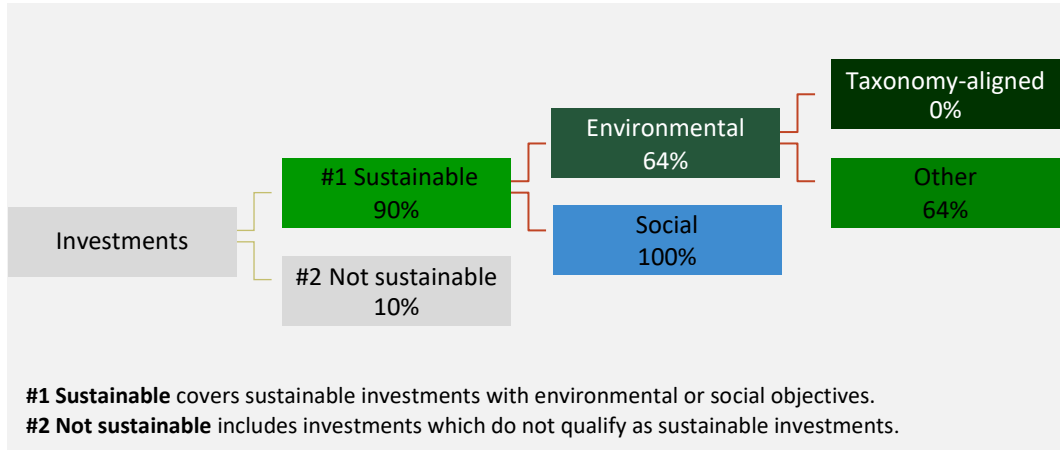 Investments
#1 Sustainable
90%
#2 Not sustainable
10%
Environmental
64%
Social
100%
Taxonomy-aligned
0%
Other
64%
#1 Sustainable covers sustainable investments with environmental or social objectives.
#2 Not sustainable includes investments which do not qualify as sustainable investments.